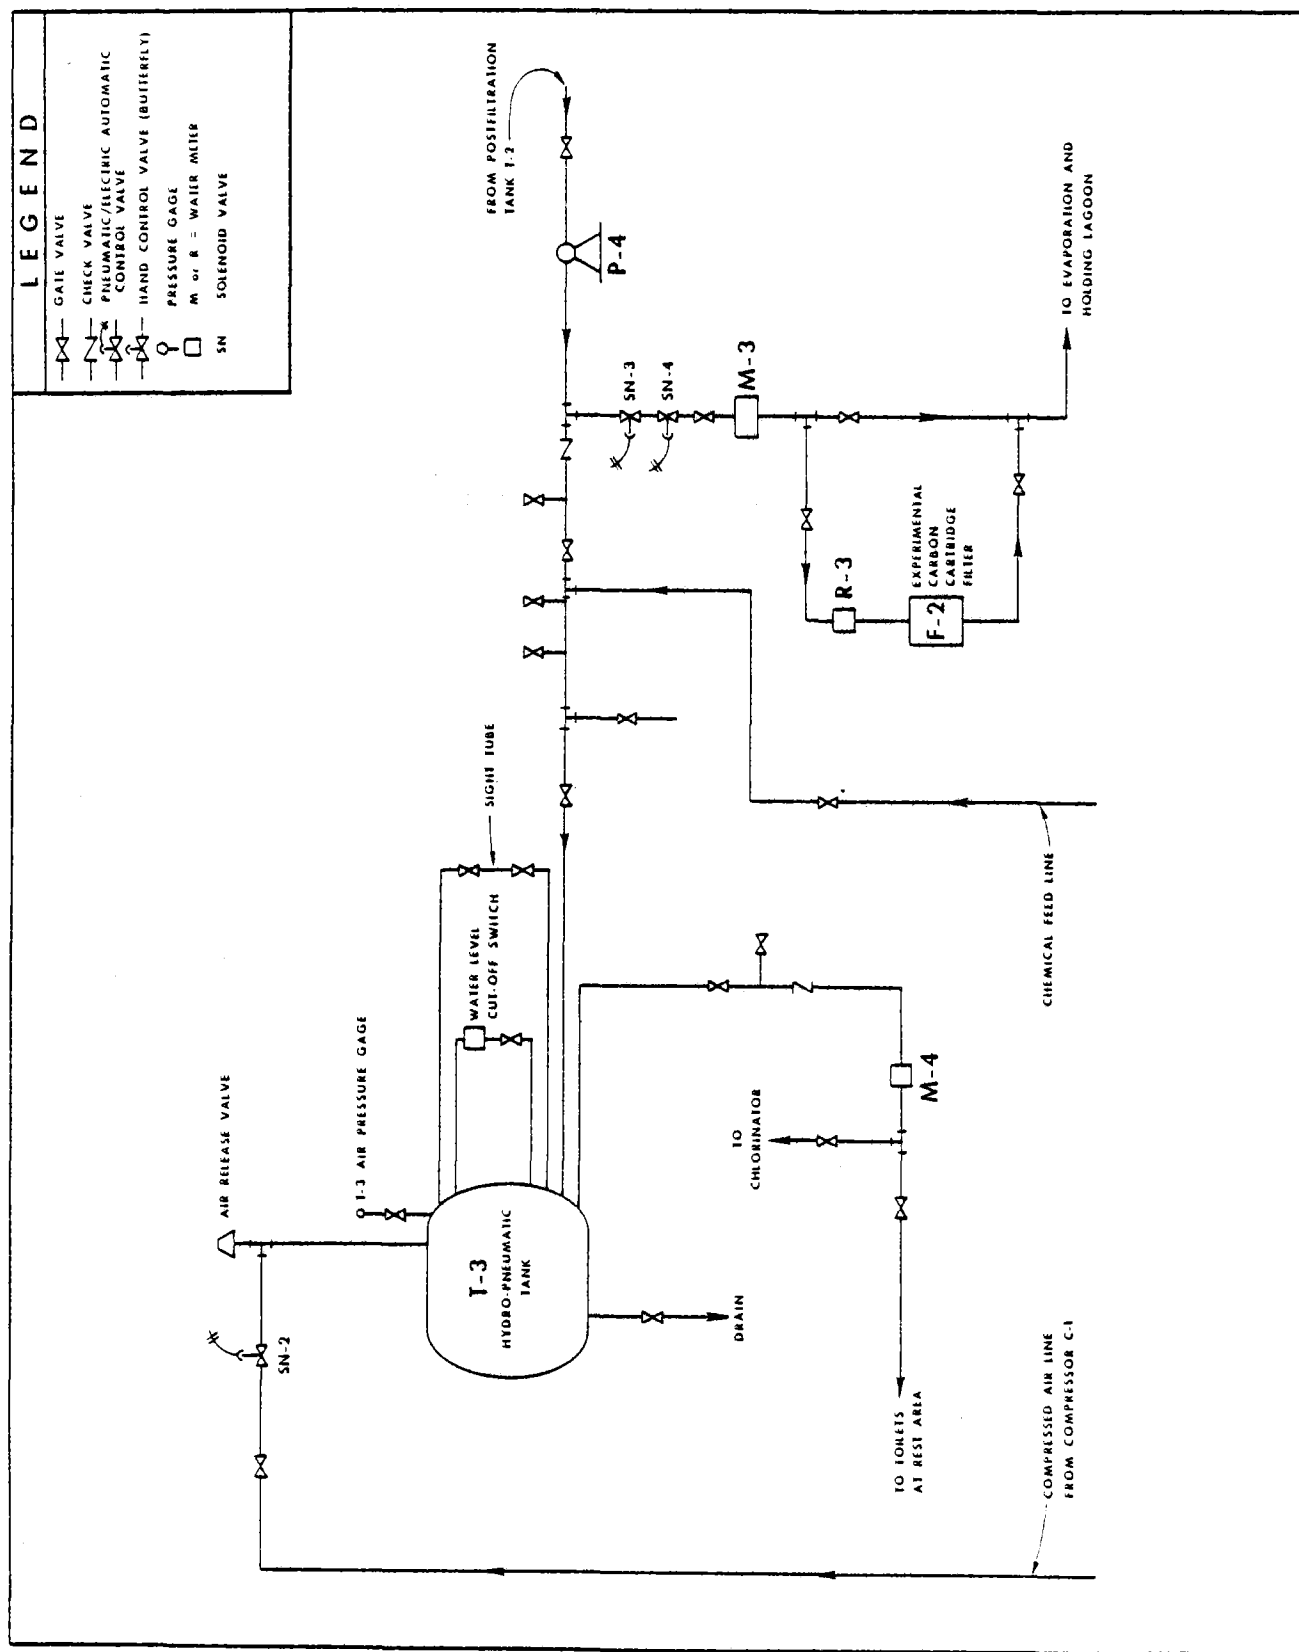 LEGEND
GATE VALVE
CHECK VALVE
PNEUMATIC/ELECTRIC AUTOMATIC
CONTROL VALVE
HAND CONTROL VALVE (BUTTERFLY)
PRESSURE GAGE
M or R = WATER METER
SN SOLENOID VALVE
FROM POSTFILTRATION
TANK T-2
P-4
SN-3
SN-4
M-3
TO EVAPORATION AND
HOLDING LAGOON
R-3
EXPERIMENTAL
CARBON
CARTRIDGE
FILTER
F-2
SIGHT TUBE
WATER LEVEL
CUT-OFF SWITCH
CHEMICAL FEED LINE
T-3 AIR PRESSURE GAGE
AIR RELEASE VALVE
T-3
HYDRO-PNEUMATIC
TANK
M-4
TO
CHLORINATOR
DRAIN
SN-2
TO TOILETS
AT REST AREA
COMPRESSED AIR LINE
FROM COMPRESSOR C-1